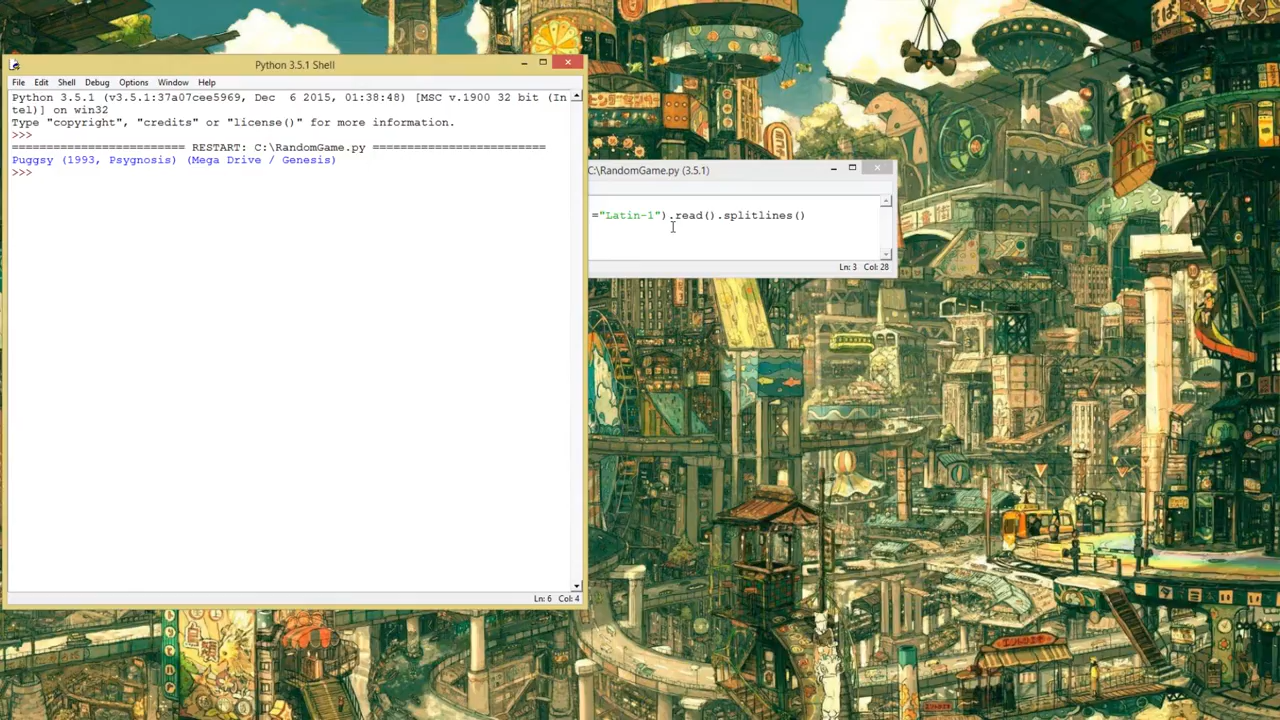 Python 3.5.1 Shell
File Edit Shell Debug Options Window Help
Python 3.5.1 (v3.5.1:37a07cee5969, Dec  6 2015, 01:38:48) [MSC v.1900 32 bit (In
tel)] on win32
Type "copyright", "credits" or "license()" for more information.
>>>
========================= RESTART: C:\RandomGame.py =========================
Puggsy (1993, Psygnosis) (Mega Drive / Genesis)
>>>
Ln: 6 Col: 4
C:\RandomGame.py (3.5.1)
="Latin-1").read().splitlines()
Ln: 3 Col: 28